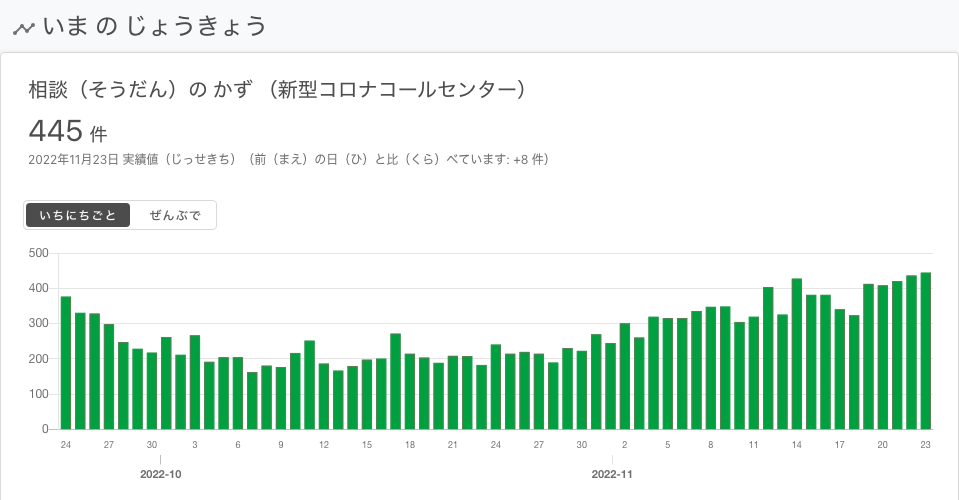 いま の じょうきょう
相談（そうだん）の かず （新型コロナコールセンター）
445 件
2022年11月23日 実績値（じっせきち）（前（まえ）の日（ひ）と比（くら）べています: +8 件）
いちにちごと ぜんぶで
500
400
300
200
100
0
24 27 30 3 6 9 12 15 18 21 24 27 30 2 5 8 11 14 17 20 23
2022-10 2022-11